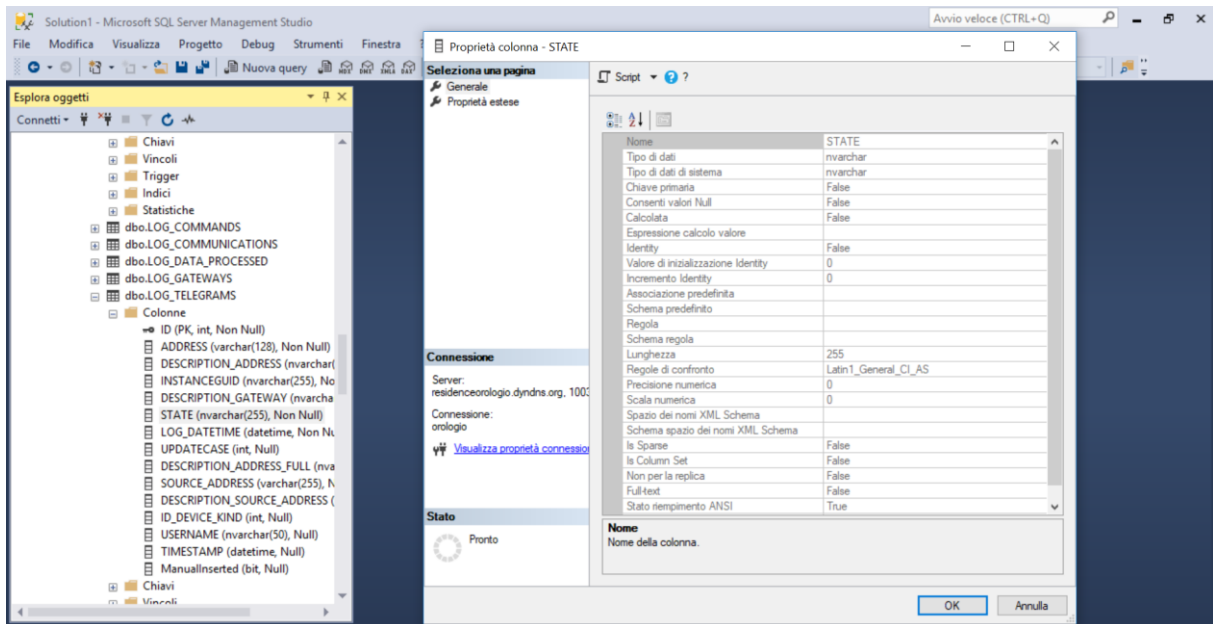 Solution1 - Microsoft SQL Server Management Studio
Avvio veloce (CTRL+Q)
File Modifica Visualizza Progetto Debug Strumenti Finestra
Nuova query
Esplora oggetti
Connetti
Chiavi
Vincoli
Trigger
Indici
Statistiche
dbo.LOG_COMMANDS
dbo.LOG_COMMUNICATIONS
dbo.LOG_DATA_PROCESSED
dbo.LOG_GATEWAYS
dbo.LOG_TELEGRAMS
Colonne
ID (PK, int, Non Null)
ADDRESS (varchar(128), Non Null)
DESCRIPTION_ADDRESS (nvarchar(
INSTANCEGUID (nvarchar(255), No
DESCRIPTION_GATEWAY (nvarcha
STATE (nvarchar(255), Non Null)
LOG_DATETIME (datetime, Non Nu
UPDATECASE (int, Null)
DESCRIPTION_ADDRESS_FULL (nva
SOURCE_ADDRESS (varchar(255), N
DESCRIPTION_SOURCE_ADDRESS (
ID_DEVICE_KIND (int, Null)
USERNAME (nvarchar(50), Null)
TIMESTAMP (datetime, Null)
ManualInserted (bit, Null)
Chiavi
Vincoli
Proprietà colonna - STATE
Seleziona una pagina
Generale
Proprietà estese
Connessione
Server:
residenceorologio.dyndns.org, 1003
Connessione:
orologio
Visualizza proprietà connession
Stato
Pronto
Script ?
Nome STATE
Tipo di dati nvarchar
Tipo di dati di sistema nvarchar
Chiave primaria False
Consenti valori Null False
Calcolata False
Espressione calcolo valore
Identity False
Valore di inizializzazione Identity 0
Incremento Identity 0
Associazione predefinita
Schema predefinito
Regola
Schema regola
Lunghezza 255
Regole di confronto Latin1_General_CI_AS
Precisione numerica 0
Scala numerica 0
Spazio dei nomi XML Schema
Schema spazio dei nomi XML Schema
Is Sparse False
Is Column Set False
Non per la replica False
Full-text False
Stato riempimento ANSI True
Nome
Nome della colonna.
OK Annulla